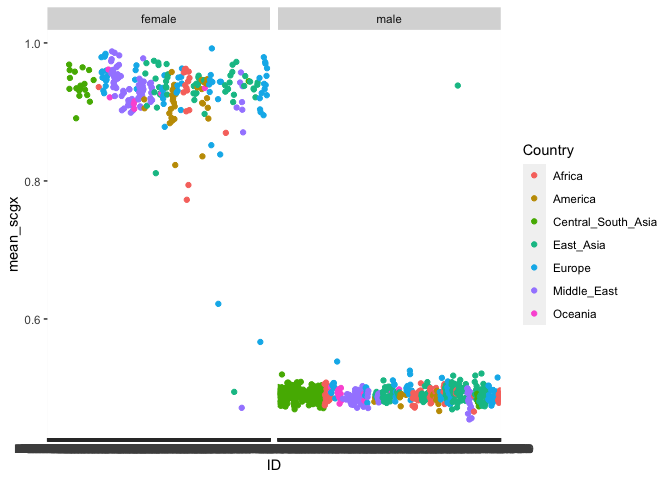 female male
1.0
0.8
0.6
mean_scgx
ID
Country
Africa
America
Central_South_Asia
East_Asia
Europe
Middle_East
Oceania